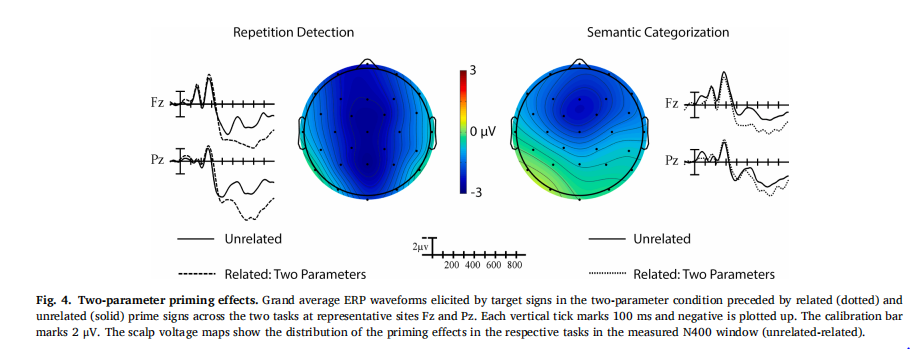 Repetition Detection
Semantic Categorization
Fz
Pz
3
0 μV
-3
Fz
Pz
Unrelated
Related: Two Parameters
2μv
200 400 600 800
Unrelated
Related: Two Parameters
Fig. 4. Two-parameter priming effects. Grand average ERP waveforms elicited by target signs in the two-parameter condition preceded by related (dotted) and
unrelated (solid) prime signs across the two tasks at representative sites Fz and Pz. Each vertical tick marks 100 ms and negative is plotted up. The calibration bar
marks 2 μV. The scalp voltage maps show the distribution of the priming effects in the respective tasks in the measured N400 window (unrelated-related).